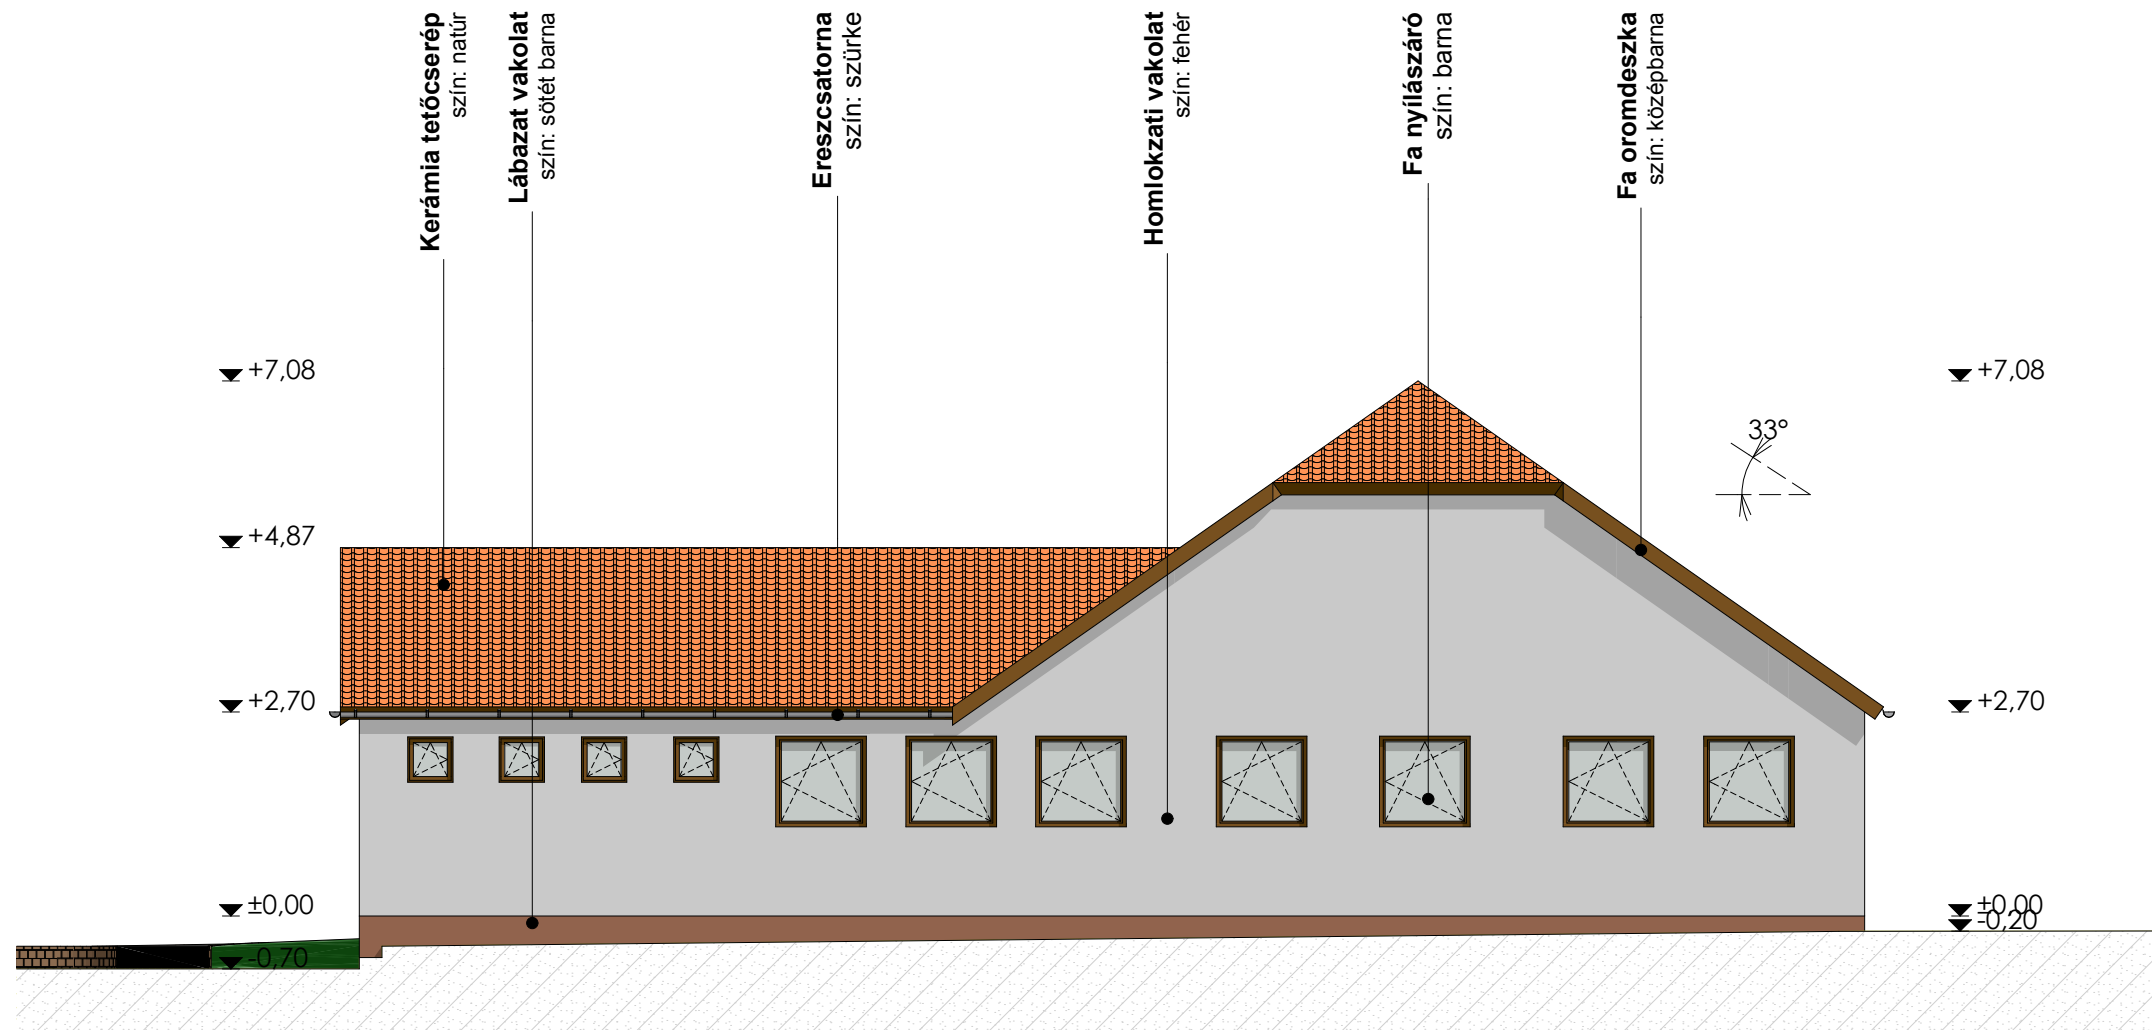 Kerámia tetőcserép
szín: natúr
Lábazat vakolat
szín: sötét barna
Ereszcsatorna
szín: szürke
Homlokzati vakolat
szín: fehér
Fa nyílászáró
szín: barna
Fa oromdeszka
szín: középbarna
+7,08
+7,08
33°
+4,87
+2,70
+2,70
±0,00
±0,00
-0,20
-0,70